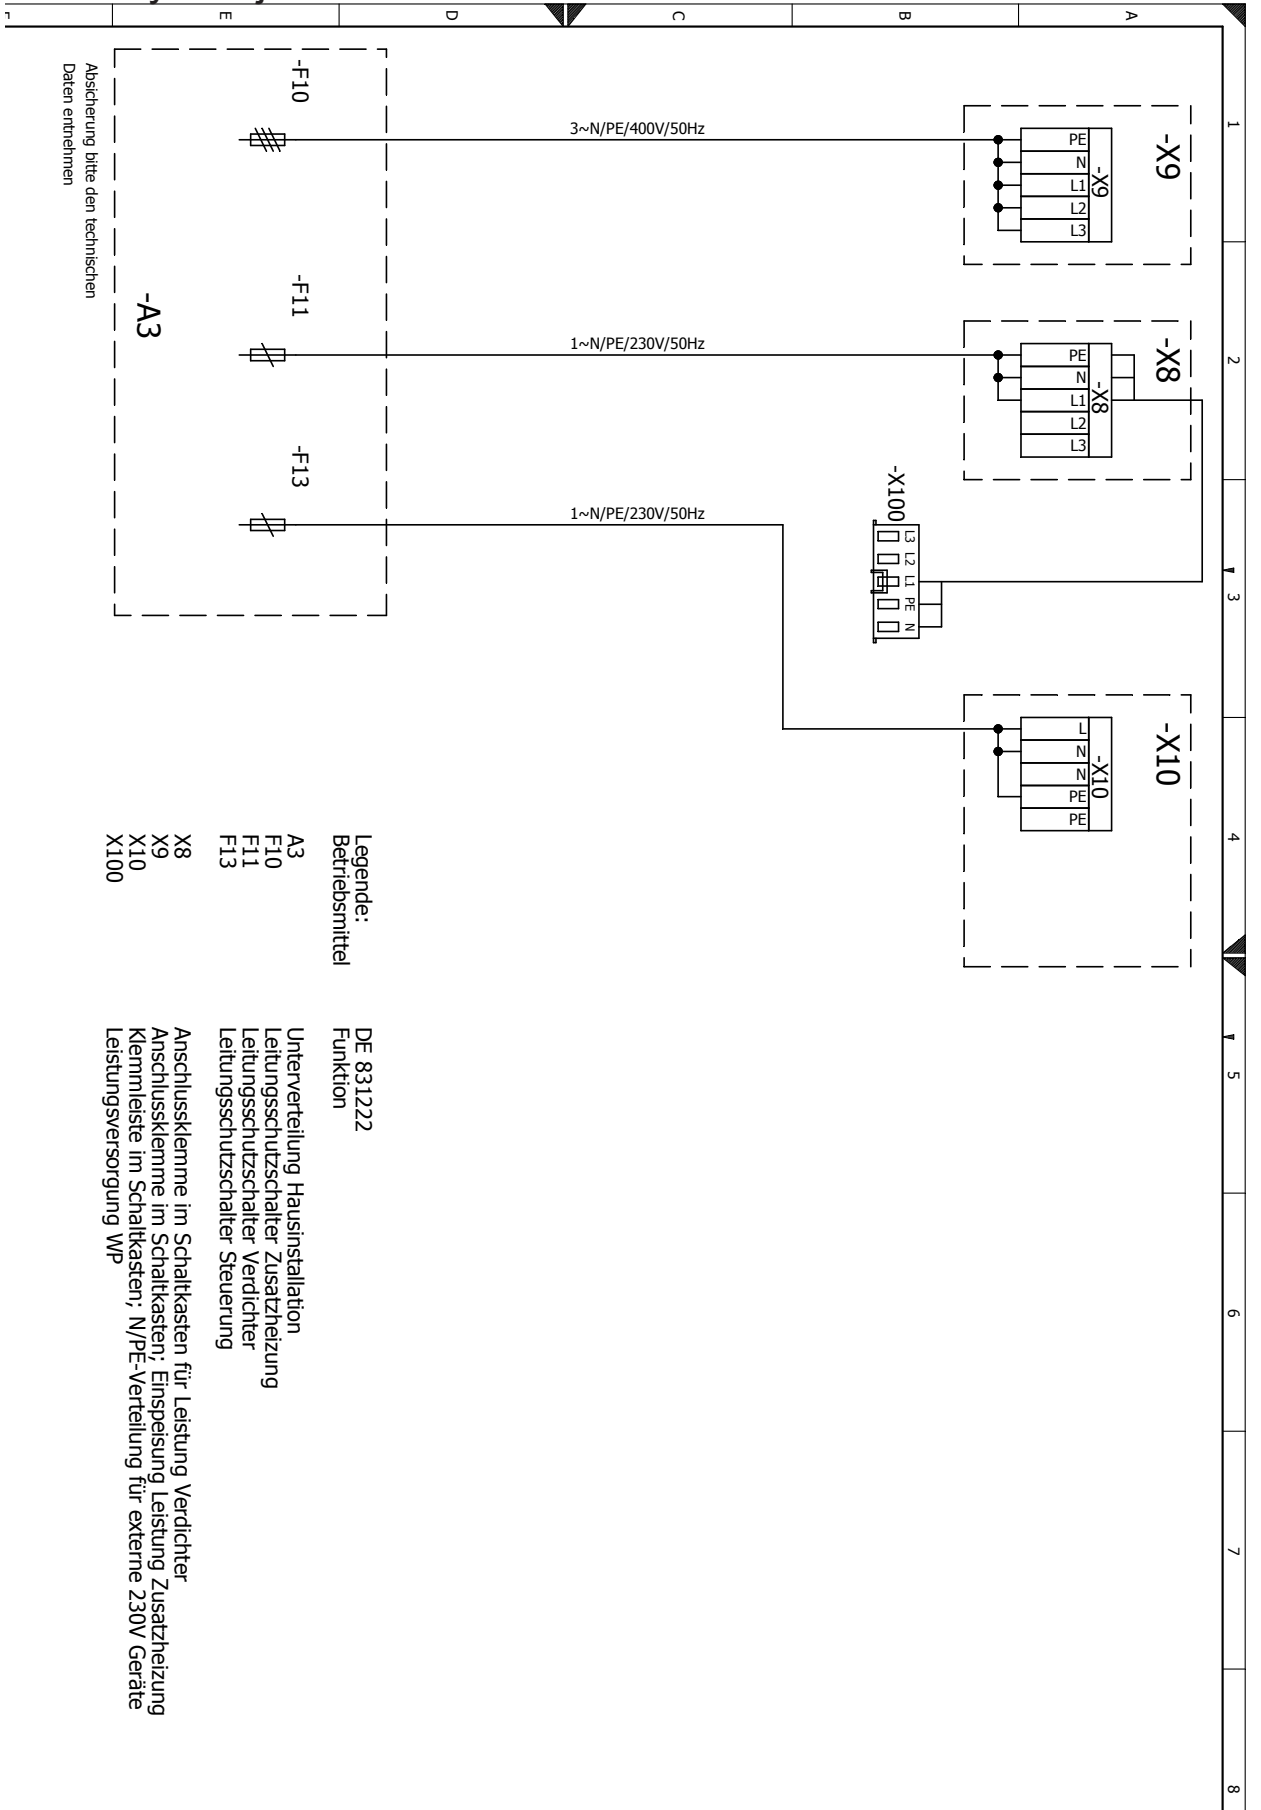 1
2
3
4
5
6
7
8
A
B
C
D
E
-X9
-X9
PE
N
L1
L2
L3
-X8
-X8
PE
N
L1
L2
L3
-X100
L3
L2
L1
PE
N
-X10
-X10
L
N
N
PE
PE
3~N/PE/400V/50Hz
1~N/PE/230V/50Hz
1~N/PE/230V/50Hz
-F10
-F11
-F13
-A3
Absicherung bitte den technischen
Daten entnehmen
Legende: DE 831222
Betriebsmittel Funktion
A3 Unterverteilung Hausinstallation
F10 Leitungsschutzschalter Zusatzheizung
F11 Leitungsschutzschalter Verdichter
F13 Leitungsschutzschalter Steuerung
X8 Anschlussklemme im Schaltkasten für Leistung Verdichter
X9 Anschlussklemme im Schaltkasten; Einspeisung Leistung Zusatzheizung
X10 Klemmleiste im Schaltkasten; N/PE-Verteilung für externe 230V Geräte
X100 Leistungsversorgung WP